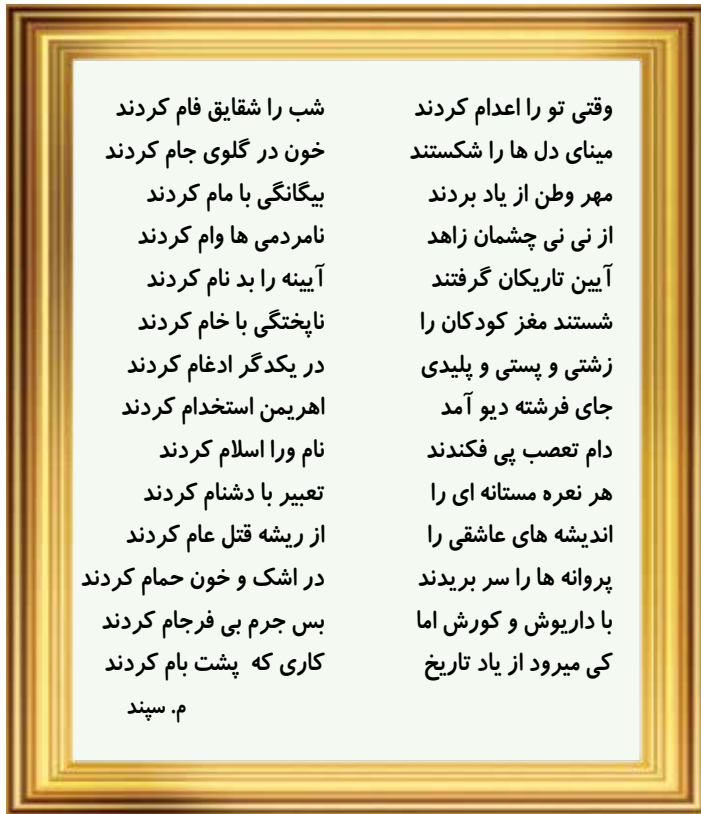 وقتی تو را اعدام کردند شب را شقایق فام کردند
مینای دل ها را شکستند خون در گلوی جام کردند
مهر وطن از یاد بردند بیگانگی با مام کردند
از نی نی چشمان زاهد نامردمی ها وام کردند
آیین تاریکان گرفتند آیینه را بد نام کردند
شستند مغز کودکان را ناپختگی با خام کردند
زشتی و پستی و پلیدی در یکدگر ادغام کردند
جای فرشته دیو آمد اهریمن استخدام کردند
دام تعصب پی فکندند نام ورا اسلام کردند
هر نعره مستانه ای را تعبیر با دشنام کردند
اندیشه های عاشقی را از ریشه قتل عام کردند
پروانه ها را سر بریدند در اشک و خون حمام کردند
با داریوش و کورش اما بس جرم بی فرجام کردند
کی میرود از یاد تاریخ کاری که پشت بام کردند
م. سپند